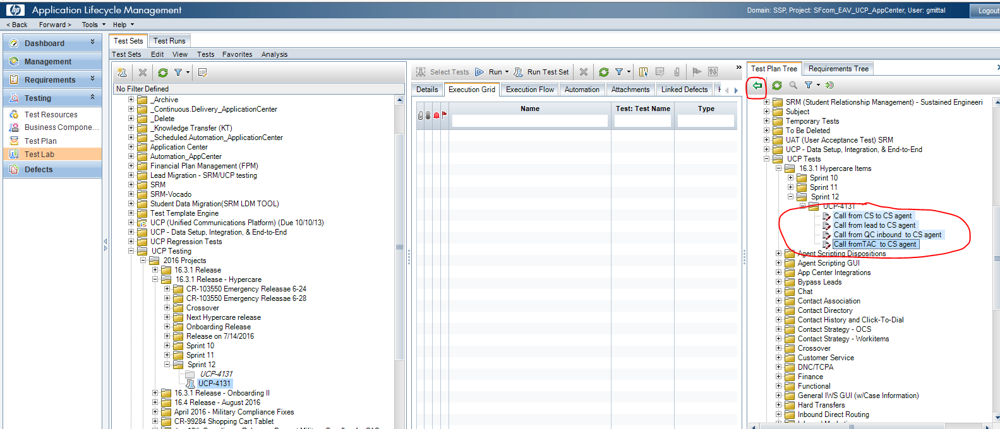 hp Application Lifecycle Management
Domain: SSP, Project: SFcom_EAV_UCP_AppCenter, User: gmittal
Logout
< Back Forward > Tools Help
Dashboard
Management
Requirements
Testing
Test Resources
Business Compone...
Test Plan
Test Lab
Defects
Test Sets Test Runs
Test Sets Edit View Tests Favorites Analysis
No Filter Defined
_Archive
_Continuous.Delivery_ApplicationCenter
_Delete
_Knowledge Transfer (KT)
_Scheduled.Automation_ApplicationCenter
Application Center
Automation_AppCenter
Financial Plan Management (FPM)
Lead Migration - SRM/UCP testing
SRM
SRM-Vocado
Student Data Migration(SRM LDM TOOL)
Test Template Engine
UCP (Unified Communications Platform) (Due 10/10/13)
UCP - Data Setup, Integration, & End-to-End
UCP Regression Tests
UCP Testing
2016 Projects
16.3.1 Release
16.3.1 Release - Hypercare
CR-103550 Emergency Releasae 6-24
CR-103550 Emergency Releasae 6-28
Crossover
Next Hypercare release
Onboarding Release
Release on 7/14/2016
Sprint 10
Sprint 11
Sprint 12
UCP-4131
UCP-4131
16.3.1 Release - Onboarding II
16.4 Release - August 2016
April 2016 - Military Compliance Fixes
CR-99284 Shopping Cart Tablet
Select Tests Run Run Test Set
Details Execution Grid Execution Flow Automation Attachments Linked Defects
Name Test: Test Name Type
Test Plan Tree Requirements Tree
SRM (Student Relationship Management) - Sustained Engineeri
Subject
Temporary Tests
To Be Deleted
UAT (User Acceptance Test) SRM
UCP - Data Setup, Integration, & End-to-End
UCP Tests
16.3.1 Hypercare Items
Sprint 10
Sprint 11
Sprint 12
UCP-4131
Call from CS to CS agent
Call from lead to CS agent
Call from QC inbound to CS agent
Call fromTAC to CS agent
Agent Scripting Dispositions
Agent Scripting GUI
App Center Integrations
Bypass Leads
Chat
Contact Association
Contact Directory
Contact History and Click-To-Dial
Contact Strategy - OCS
Contact Strategy - Workitems
Crossover
Customer Service
DNC/TCPA
Finance
Functional
General IWS GUI (w/Case Information)
Hard Transfers
Inbound Direct Routing